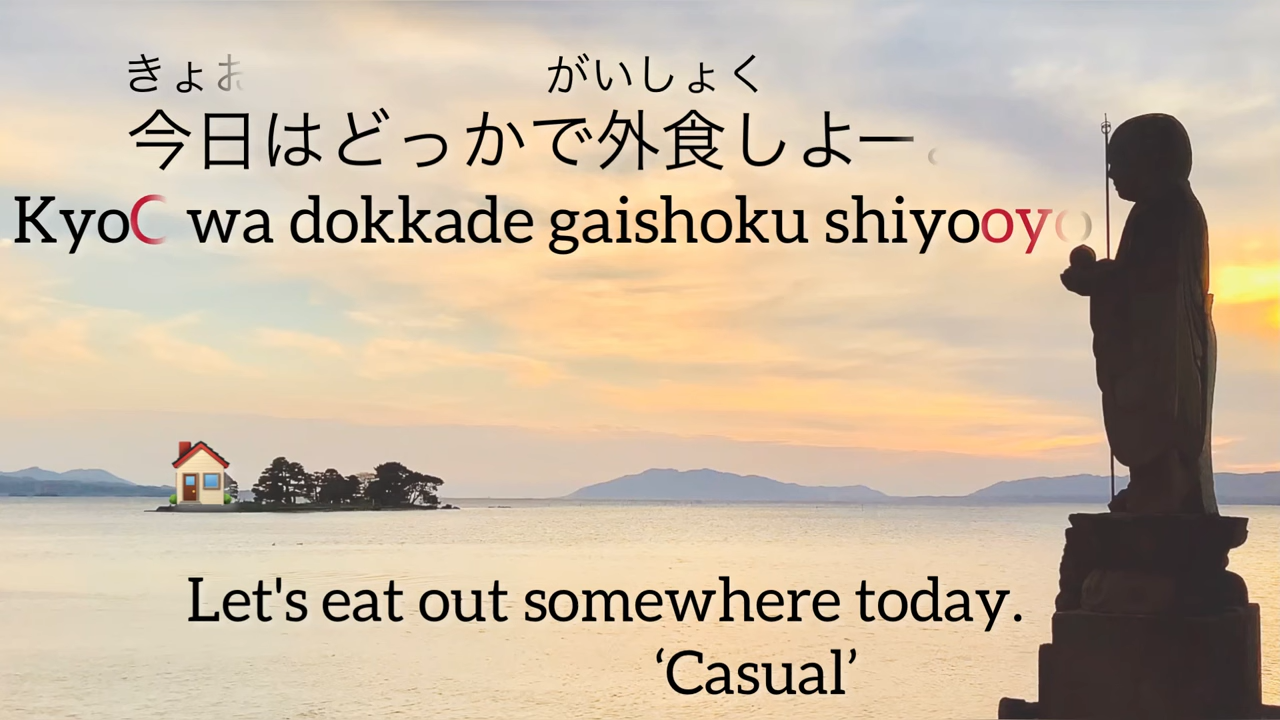 きょお がいしょく
今日はどっかで外食しよー。
Kyo wa dokkade gaishoku shiyooyo
Let's eat out somewhere today.
‘Casual’